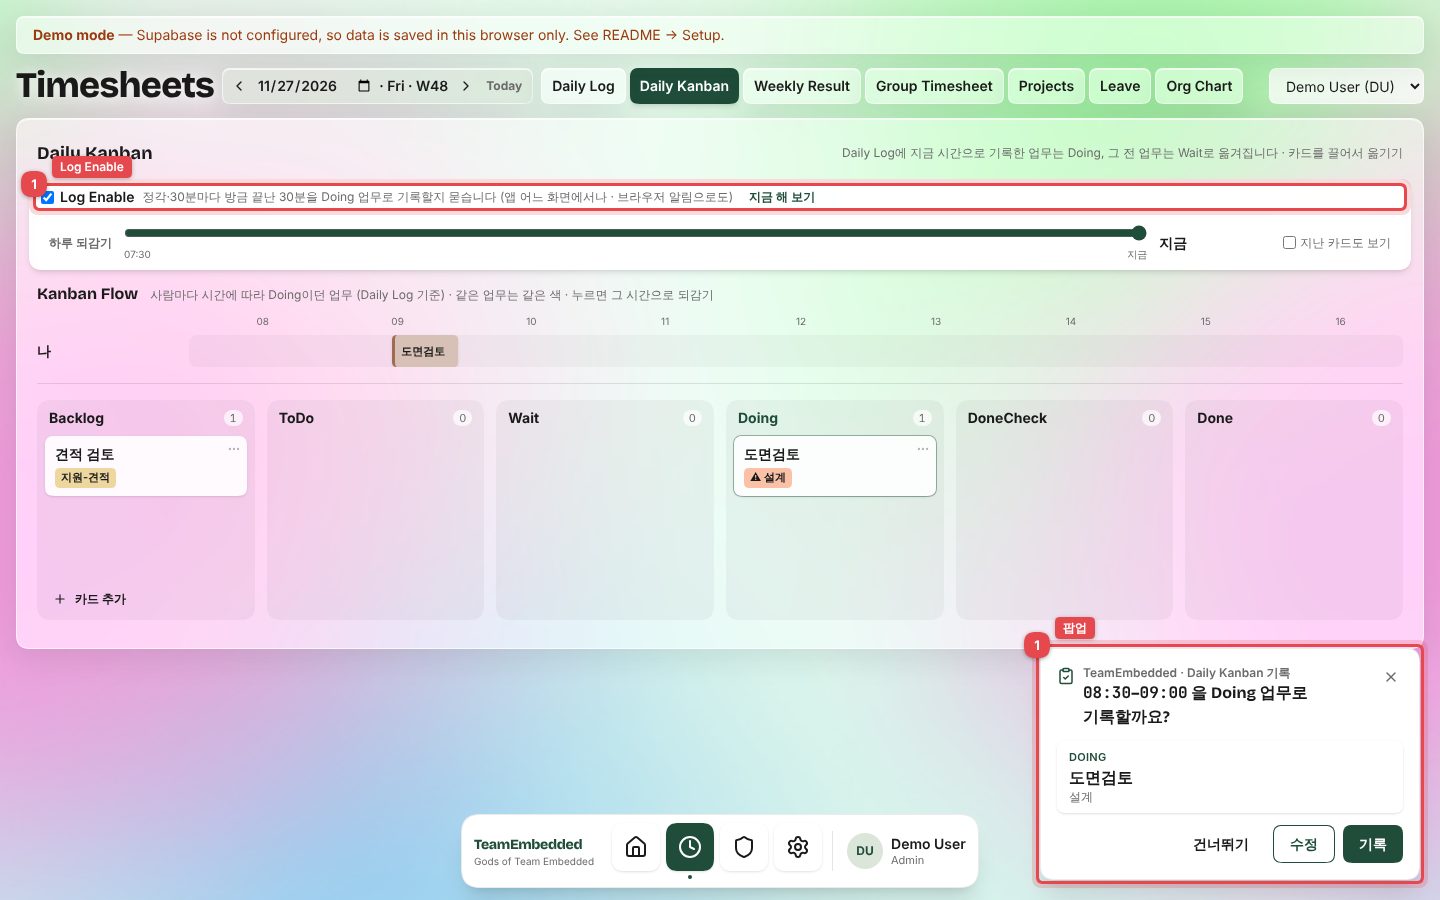 Demo mode — Supabase is not configured, so data is saved in this browser only. See README → Setup.
Timesheets
11/27/2026 · Fri · W48 Today
Daily Log Daily Kanban Weekly Result Group Timesheet Projects Leave Org Chart
Demo User (DU)
Daily Kanban
Daily Log에 지금 시간으로 기록한 업무는 Doing, 그 전 업무는 Wait로 옮겨집니다 · 카드를 끌어서 옮기기
Log Enable
1
Log Enable 정각·30분마다 방금 끝난 30분을 Doing 업무로 기록할지 묻습니다 (앱 어느 화면에서나 · 브라우저 알림으로도) 지금 해 보기
하루 되감기
07:30
지금
지금
지난 카드도 보기
Kanban Flow 사람마다 시간에 따라 Doing이던 업무 (Daily Log 기준) · 같은 업무는 같은 색 · 누르면 그 시간으로 되감기
08 09 10 11 12 13 14 15 16
나
도면검토
Backlog 1
견적 검토 ...
지원-견적
+ 카드 추가
ToDo 0
Wait 0
Doing 1
도면검토 ...
설계
DoneCheck 0
Done 0
팝업
1
TeamEmbedded · Daily Kanban 기록
08:30–09:00 을 Doing 업무로
기록할까요?
DOING
도면검토
설계
건너뛰기 수정 기록
TeamEmbedded
Gods of Team Embedded
DU
Demo User
Admin